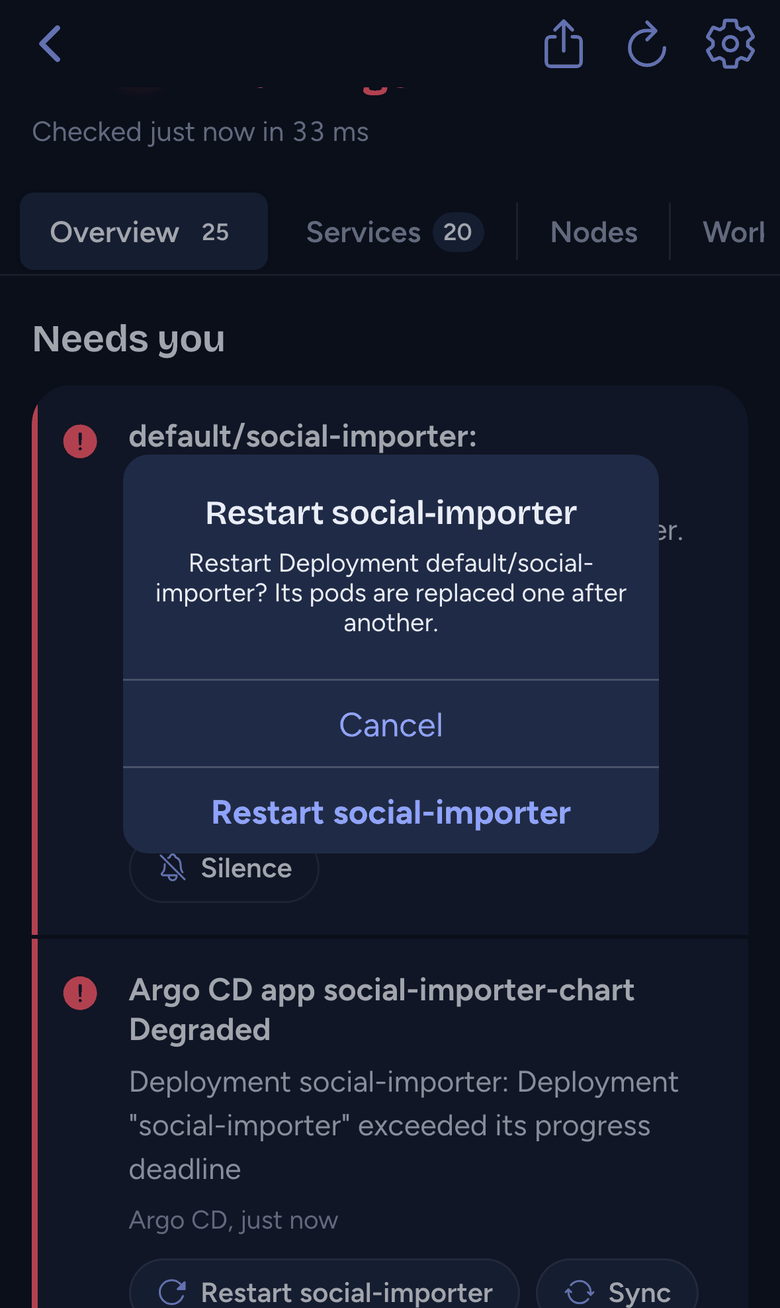 Checked just now in 33 ms
Overview 25 Services 20 Nodes Worl
Needs you
default/social-importer:
er.
Restart social-importer
Restart Deployment default/social-
importer? Its pods are replaced one after
another.
Cancel
Restart social-importer
Silence
Argo CD app social-importer-chart
Degraded
Deployment social-importer: Deployment
"social-importer" exceeded its progress
deadline
Argo CD, just now
Restart social-importer Sync